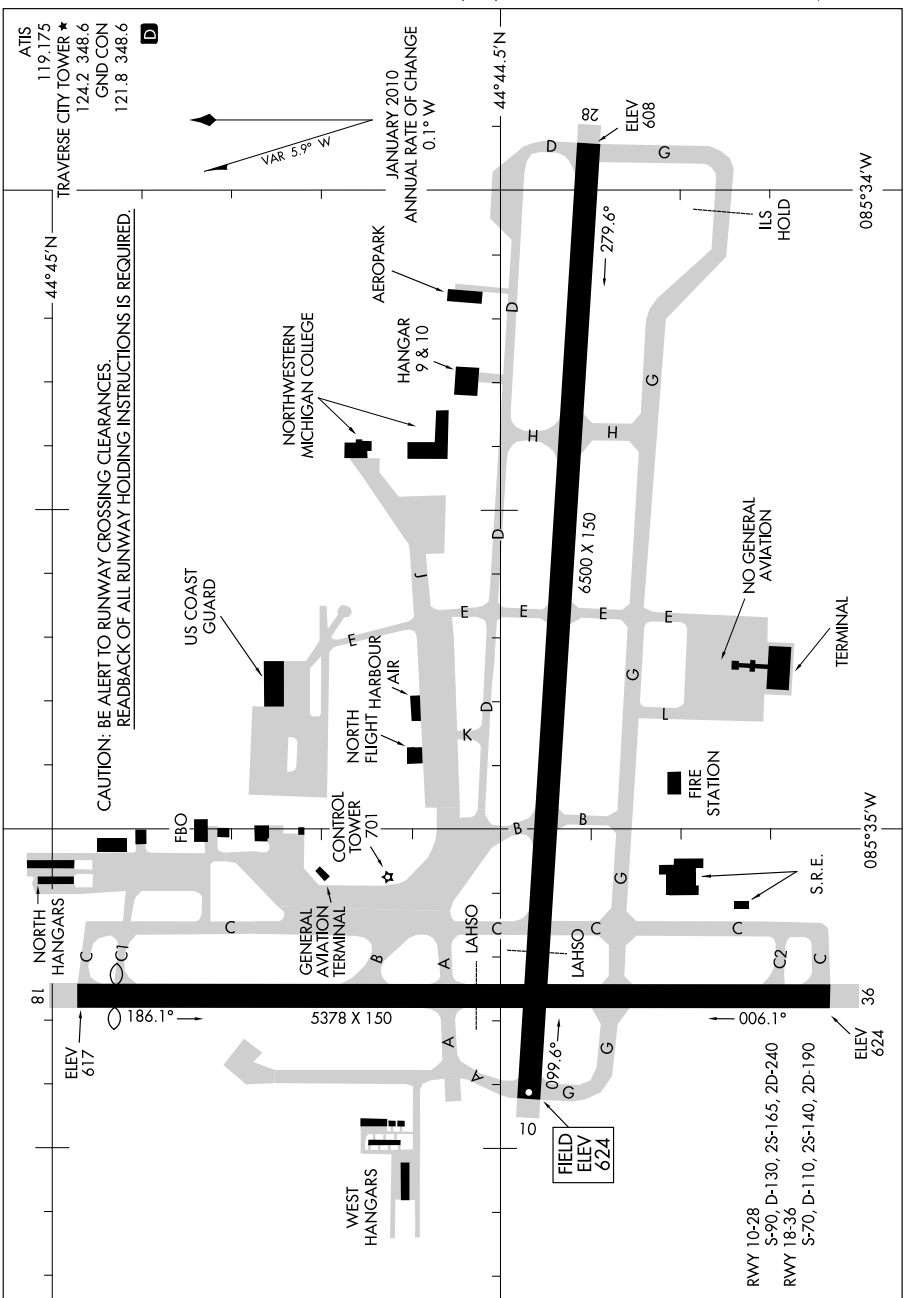 ATIS
119.175
TRAVERSE CITY TOWER ★
124.2 348.6
GND CON
121.8 348.6
D
VAR 5.9° W
JANUARY 2010
ANNUAL RATE OF CHANGE
0.1° W
44°45'N
44°44.5'N
CAUTION: BE ALERT TO RUNWAY CROSSING CLEARANCES.
READBACK OF ALL RUNWAY HOLDING INSTRUCTIONS IS REQUIRED.
AEROPARK
HANGAR
9 & 10
NORTHWESTERN
MICHIGAN COLLEGE
US COAST
GUARD
HARBOUR
AIR
NORTH
FLIGHT
FBO
CONTROL
TOWER
701
GENERAL
AVIATION
TERMINAL
NORTH
HANGARS
WEST
HANGARS
28
ELEV
608
D
G
279.6°
ILS
HOLD
085°34'W
D
G
H
H
D
J
6500 X 150
E
E
E
E
E
NO GENERAL
AVIATION
TERMINAL
G
L
D
K
FIRE
STATION
B
B
085°35'W
G
S.R.E.
C
C
C
C
C
C1
C2
C
B
A
LAHSO
LAHSO
18
ELEV
617
186.1°
5378 X 150
006.1°
36
ELEV
624
A
A
G
G
099.6°
10
FIELD
ELEV
624
RWY 10-28
S-90, D-130, 2S-165, 2D-240
RWY 18-36
S-70, D-110, 2S-140, 2D-190